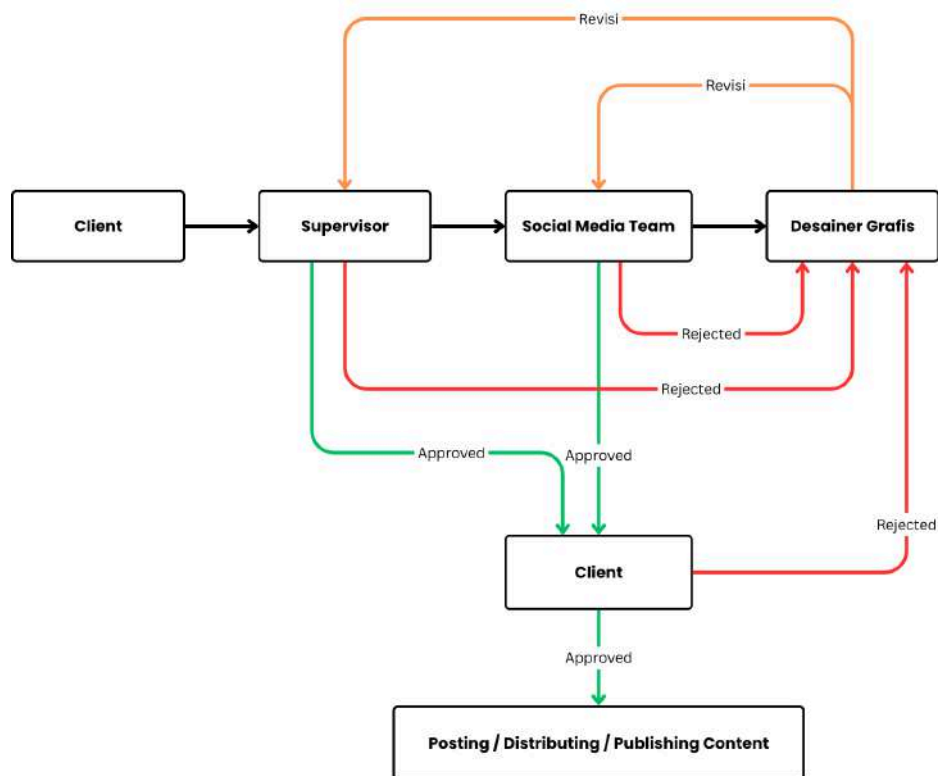 Revisi
Revisi
Client
Supervisor
Social Media Team
Desainer Grafis
Rejected
Rejected
Approved
Approved
Rejected
Client
Approved
Posting / Distributing / Publishing Content